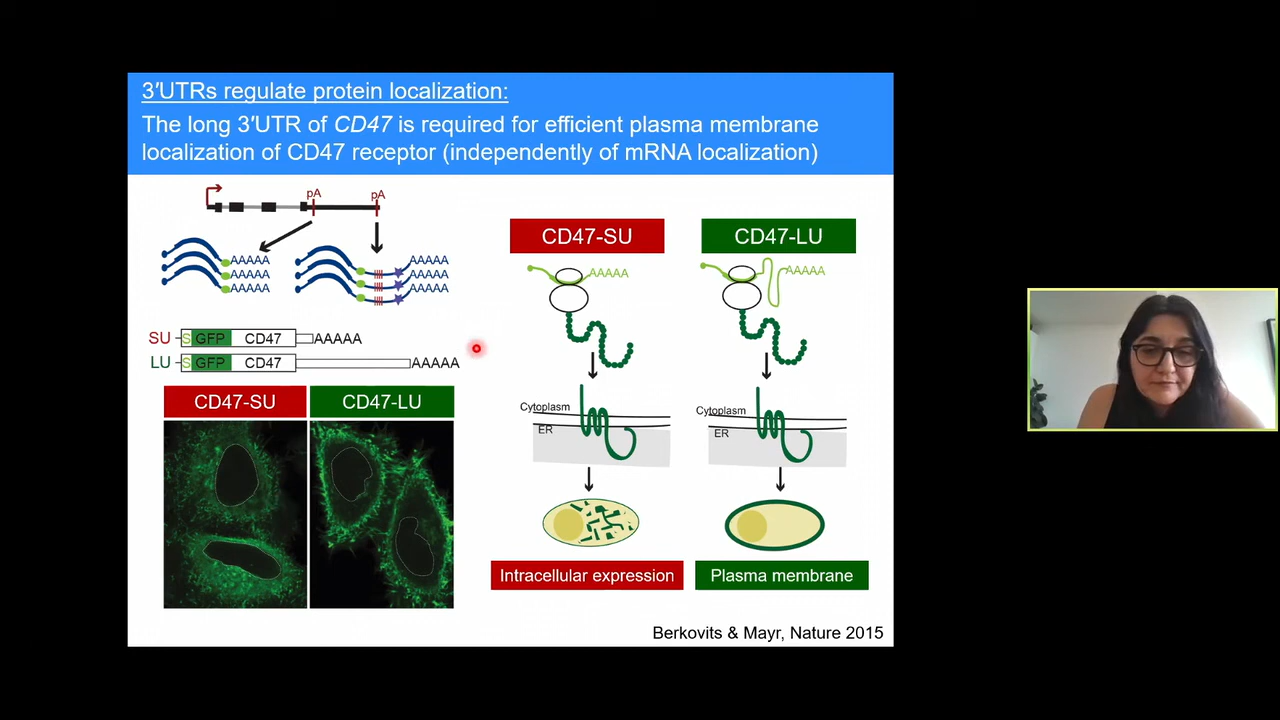 3′UTRs regulate protein localization:
The long 3′UTR of CD47 is required for efficient plasma membrane
localization of CD47 receptor (independently of mRNA localization)
pA
pA
AAAAA
AAAAA
AAAAA
AAAAA
AAAAA
AAAAA
SU
S
GFP
CD47
AAAAA
LU
S
GFP
CD47
AAAAA
CD47-SU
CD47-LU
CD47-SU
CD47-LU
AAAAA
AAAAA
Cytoplasm
ER
Cytoplasm
ER
Intracellular expression
Plasma membrane
Berkovits & Mayr, Nature 2015